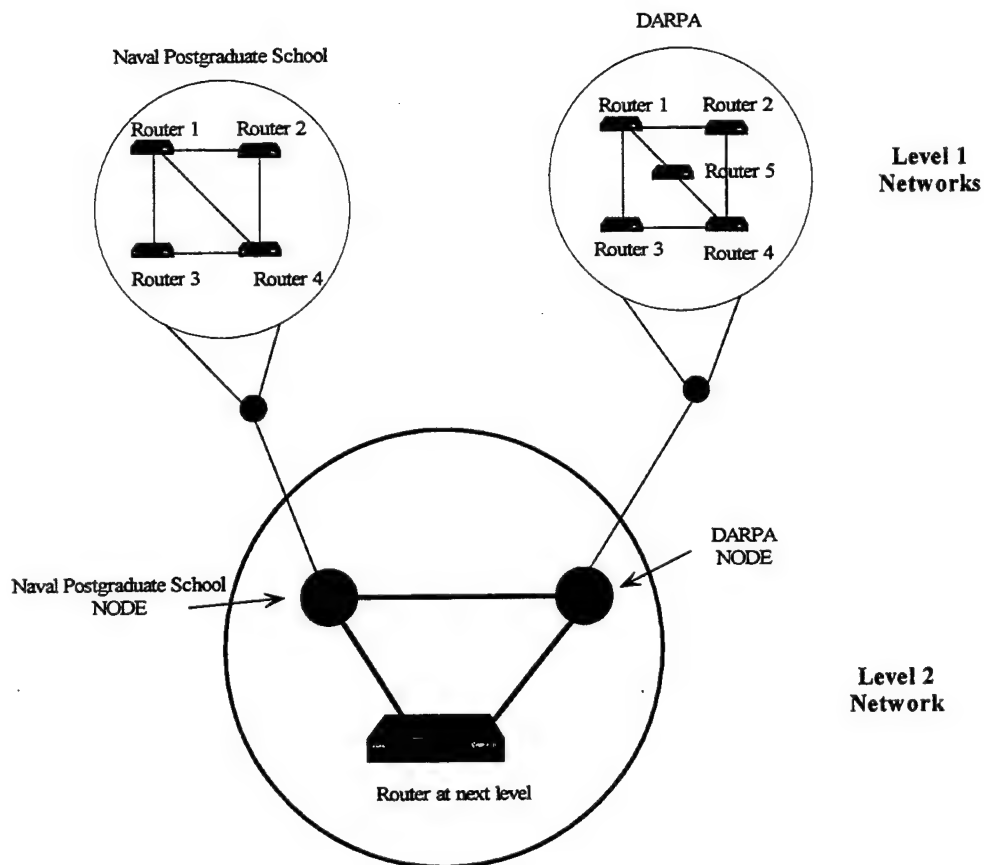 DARPA
Naval Postgraduate School
Router 1
Router 2
Router 3
Router 4
Router 1
Router 2
Router 5
Router 3
Router 4
Level 1
Networks
DARPA
NODE
Naval Postgraduate School
NODE
Level 2
Network
Router at next level